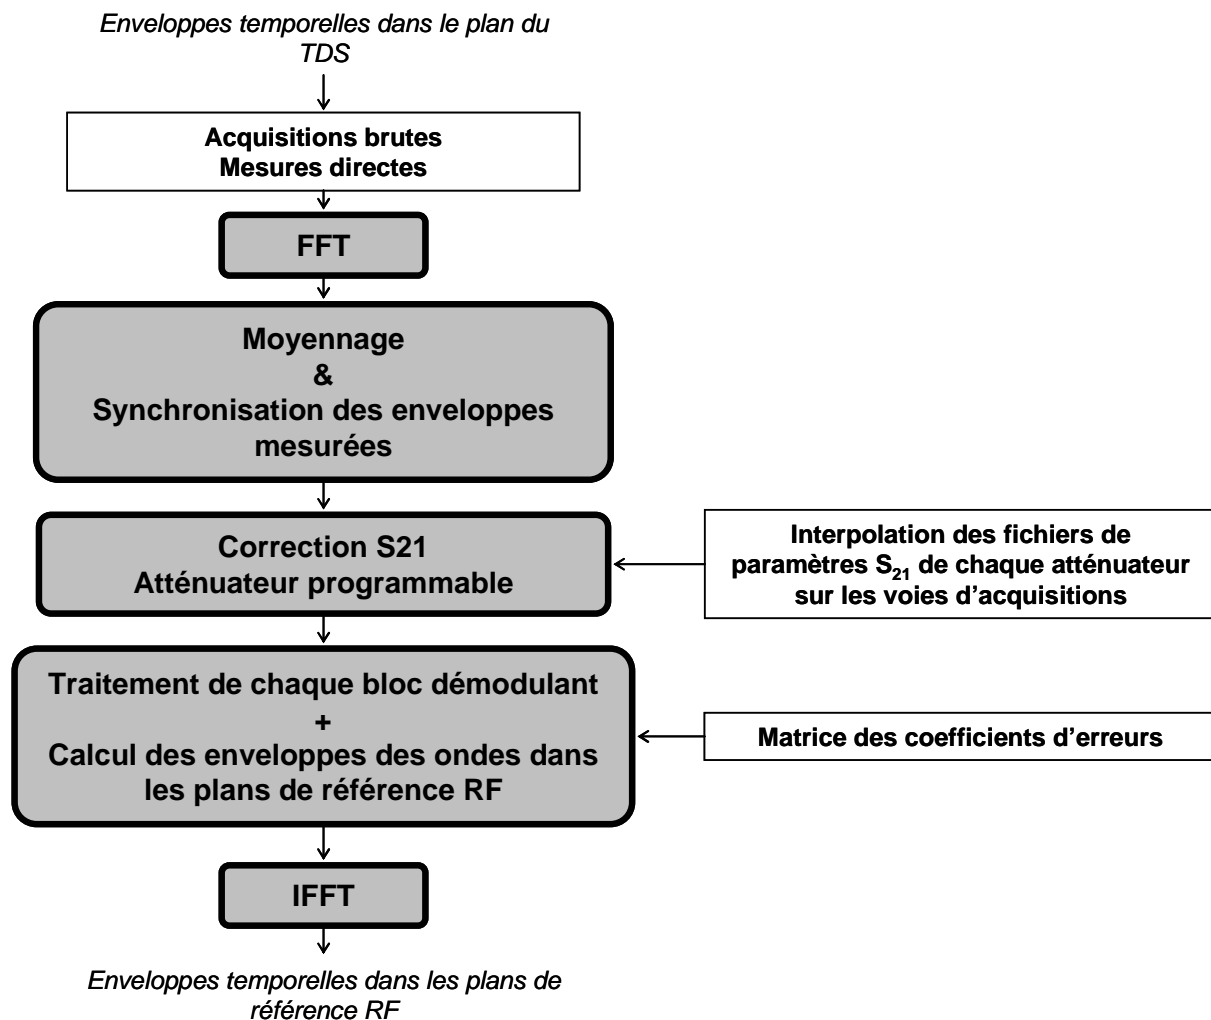 Enveloppes temporelles dans le plan du
TDS
Acquisitions brutes
Mesures directes
FFT
Moyennage
&
Synchronisation des enveloppes
mesurées
Correction S21
Atténuateur programmable
Interpolation des fichiers de
paramètres S21 de chaque atténuateur
sur les voies d’acquisitions
Traitement de chaque bloc démodulant
+
Calcul des enveloppes des ondes dans
les plans de référence RF
Matrice des coefficients d’erreurs
IFFT
Enveloppes temporelles dans les plans de
référence RF